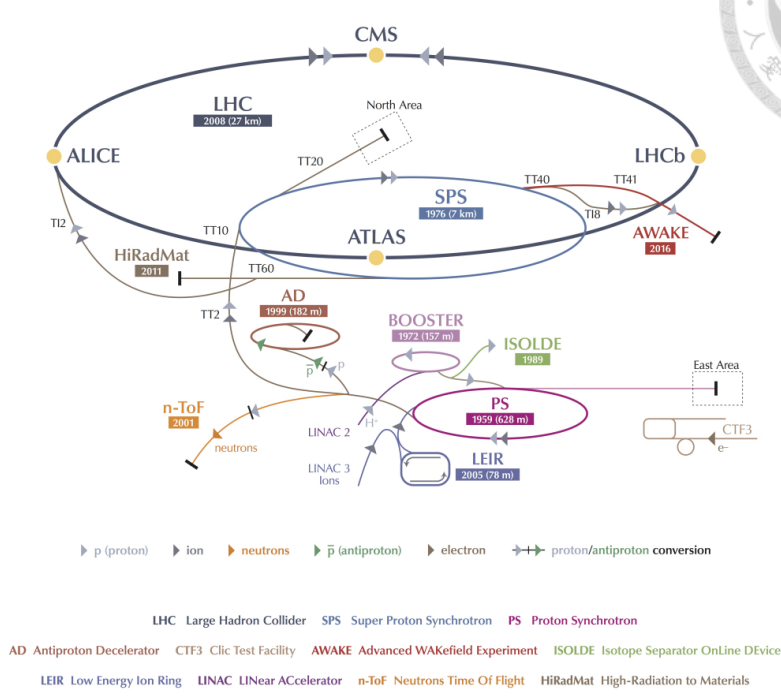 CMS
LHC
2008 (27 km)
North Area
ALICE
LHCb
TT20
TT40
TT41
SPS
1976 (7 km)
TI2
TI8
TT10
ATLAS
AWAKE
2016
HiRadMat
2011
TT60
AD
1999 (182 m)
TT2
BOOSTER
1972 (157 m)
ISOLDE
1989
p̅
p
East Area
n-ToF
2001
neutrons
LINAC 2
H⁺
PS
1959 (628 m)
CTF3
e–
LINAC 3
Ions
LEIR
2005 (78 m)
p (proton) ion neutrons p̅ (antiproton) electron proton/antiproton conversion
LHC Large Hadron Collider SPS Super Proton Synchrotron PS Proton Synchrotron
AD Antiproton Decelerator CTF3 Clic Test Facility AWAKE Advanced WAKefield Experiment ISOLDE Isotope Separator OnLine DEvice
LEIR Low Energy Ion Ring LINAC LINear ACcelerator n-ToF Neutrons Time Of Flight HiRadMat High-Radiation to Materials